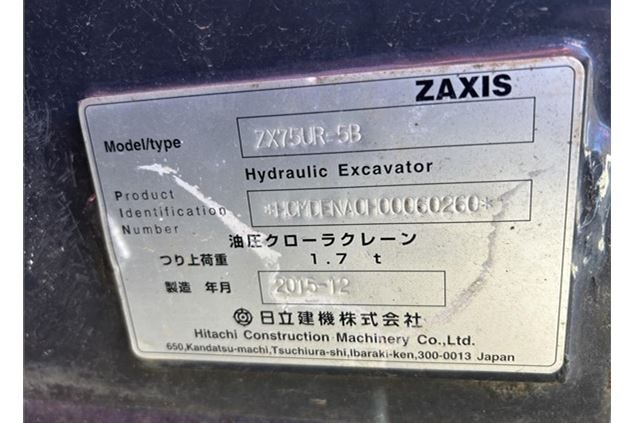 ZAXIS
Model/type ZX75UR-5B
Hydraulic Excavator
Product
Identification *HCMDENA0H00060260*
Number
油圧クローラクレーン
つり上荷重 1.7 t
製造 年月 2015-12
日立建機株式会社
Hitachi Construction Machinery Co.,Ltd.
650,Kandatsu-machi,Tsuchiura-shi,Ibaraki-ken,300-0013 Japan